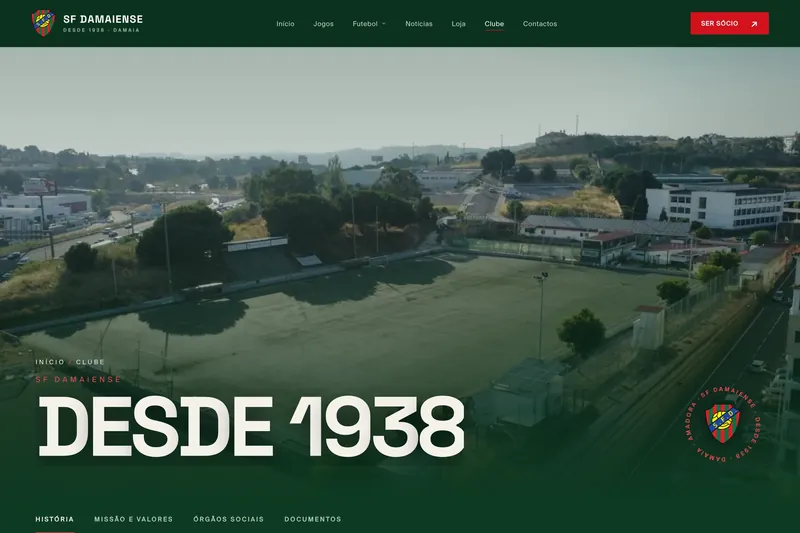 SF DAMAIENSE
DESDE 1938 · DAMAIA
Início
Jogos
Futebol
Notícias
Loja
Clube
Contactos
SER SÓCIO
INÍCIO / CLUBE
SF DAMAIENSE
DESDE 1938
SF DAMAIENSE · DESDE 1938 · DAMAIA · AMADORA ·
HISTÓRIA
MISSÃO E VALORES
ÓRGÃOS SOCIAIS
DOCUMENTOS